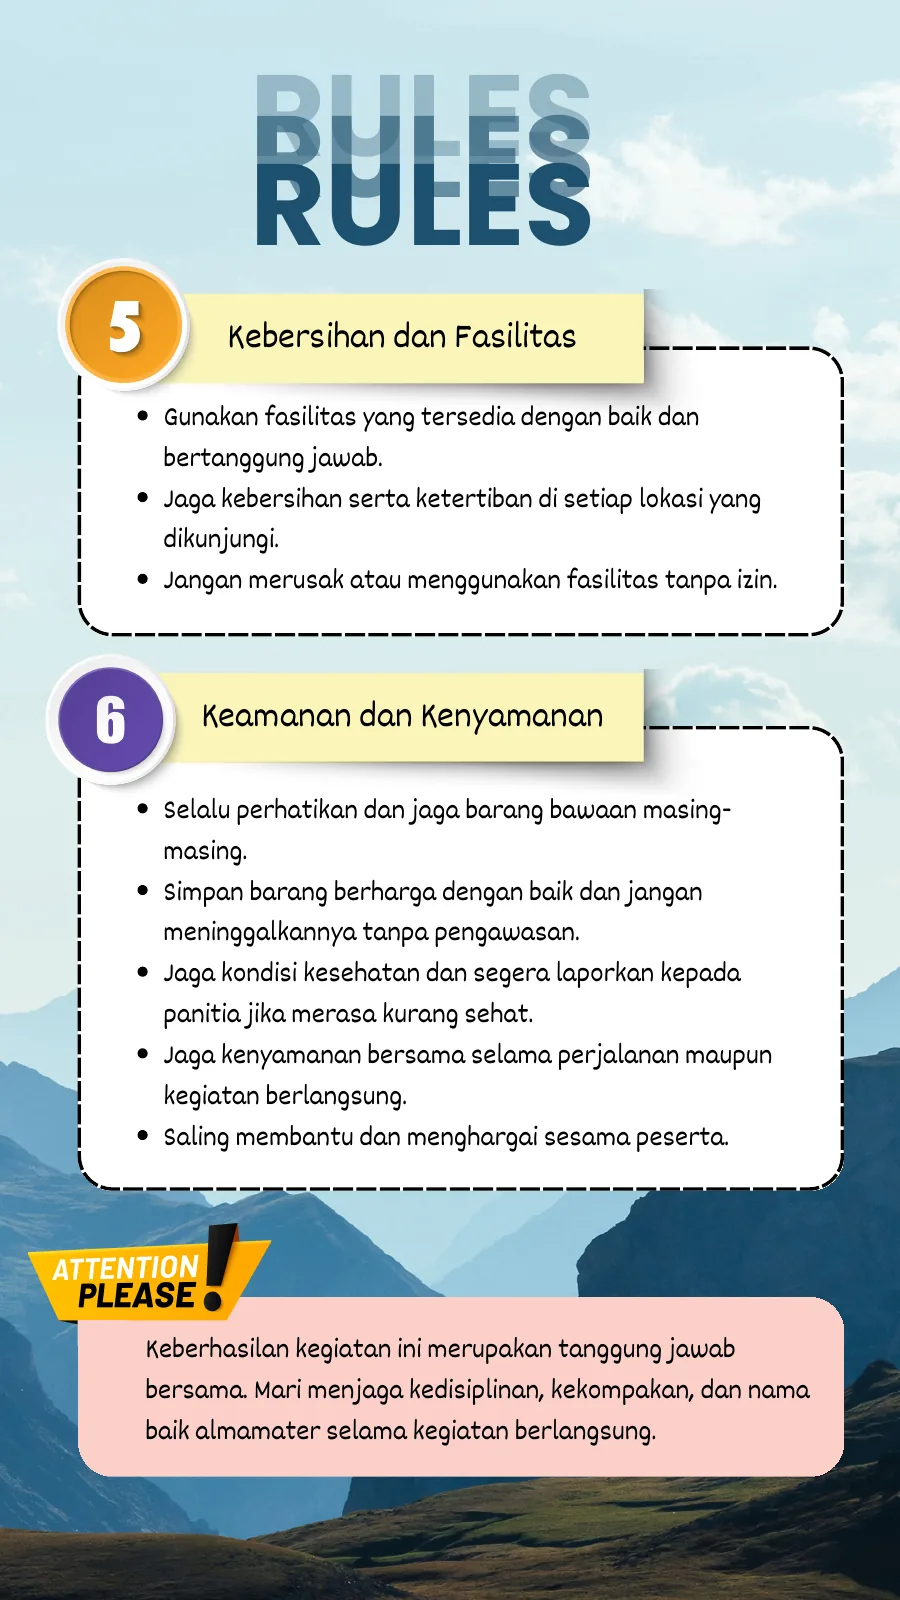 RULES
RULES
RULES
5
Kebersihan dan Fasilitas
• Gunakan fasilitas yang tersedia dengan baik dan
bertanggung jawab.
• Jaga kebersihan serta ketertiban di setiap lokasi yang
dikunjungi.
• Jangan merusak atau menggunakan fasilitas tanpa izin.
6
Keamanan dan Kenyamanan
• Selalu perhatikan dan jaga barang bawaan masing-
masing.
• Simpan barang berharga dengan baik dan jangan
meninggalkannya tanpa pengawasan.
• Jaga kondisi kesehatan dan segera laporkan kepada
panitia jika merasa kurang sehat.
• Jaga kenyamanan bersama selama perjalanan maupun
kegiatan berlangsung.
• Saling membantu dan menghargai sesama peserta.
ATTENTION
PLEASE!
Keberhasilan kegiatan ini merupakan tanggung jawab
bersama. Mari menjaga kedisiplinan, kekompakan, dan nama
baik almamater selama kegiatan berlangsung.